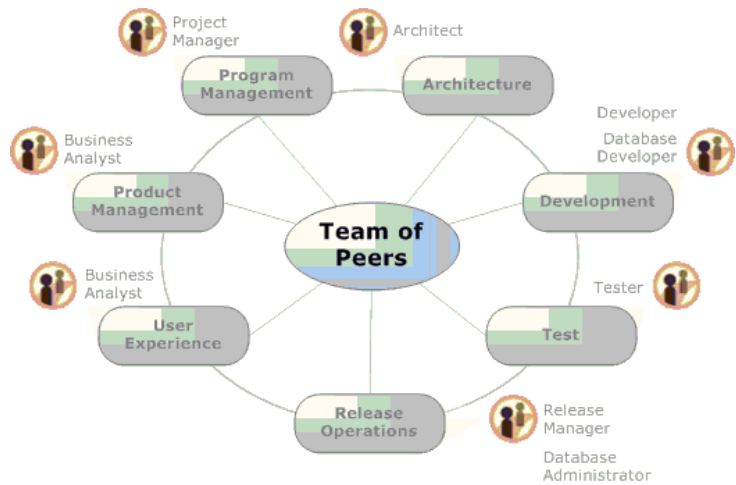 Project
Manager
Architect
Program
Management
Architecture
Developer
Database
Developer
Business
Analyst
Product
Management
Development
Team of
Peers
Business
Analyst
Tester
User
Experience
Test
Release
Operations
Release
Manager
Database
Administrator